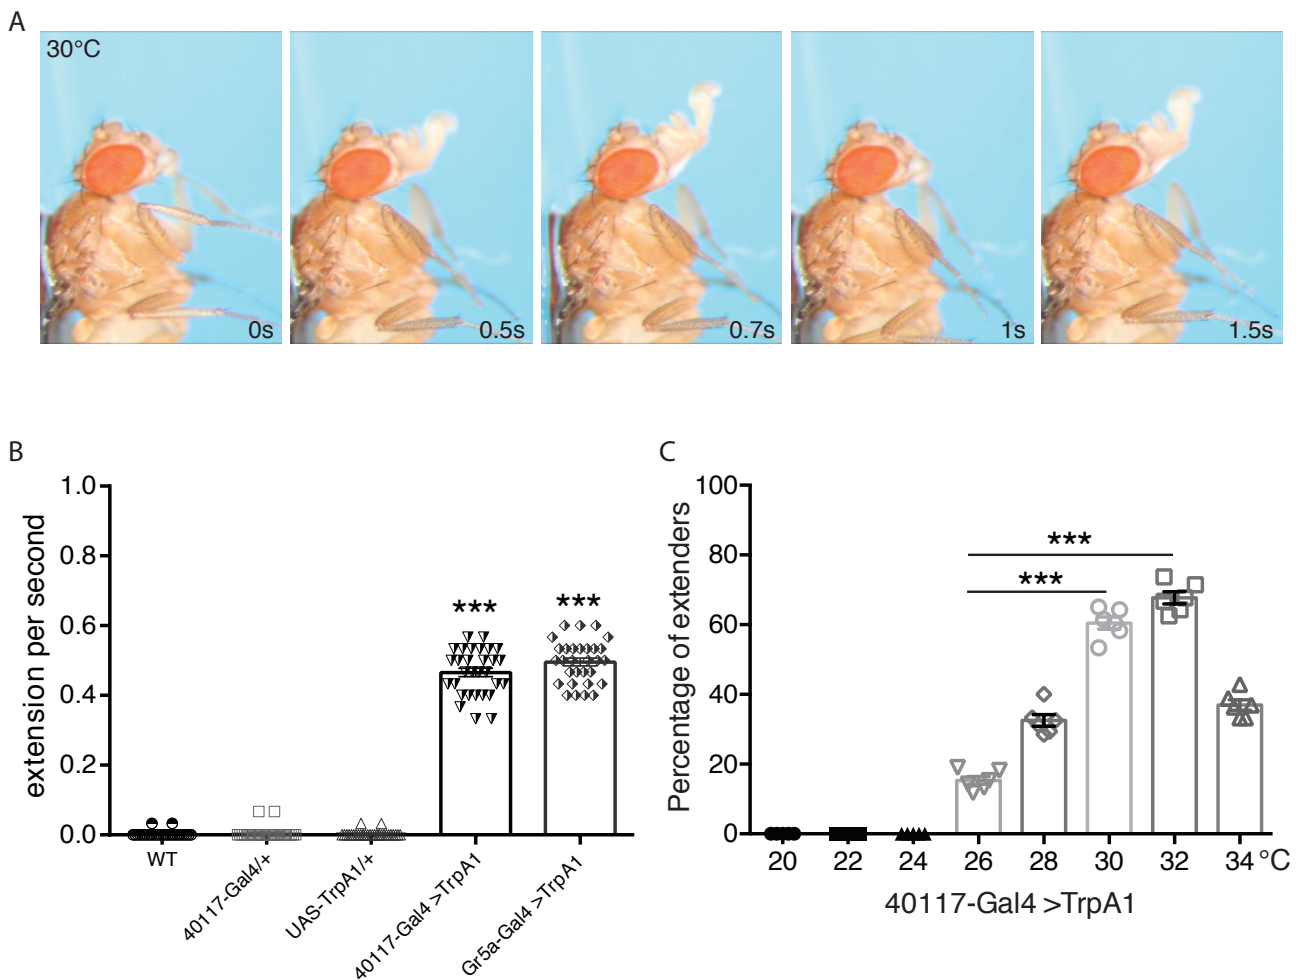 A
30°C
0s
0.5s
0.7s
1s
1.5s
B
extension per second
1.0
0.8
0.6
0.4
0.2
0.0
***
***
WT
40117-Gal4/+
UAS-TrpA1/+
40117-Gal4 >TrpA1
Gr5a-Gal4 >TrpA1
C
Percentage of extenders
100
80
60
40
20
0
***
***
20 22 24 26 28 30 32 34 °C
40117-Gal4 >TrpA1